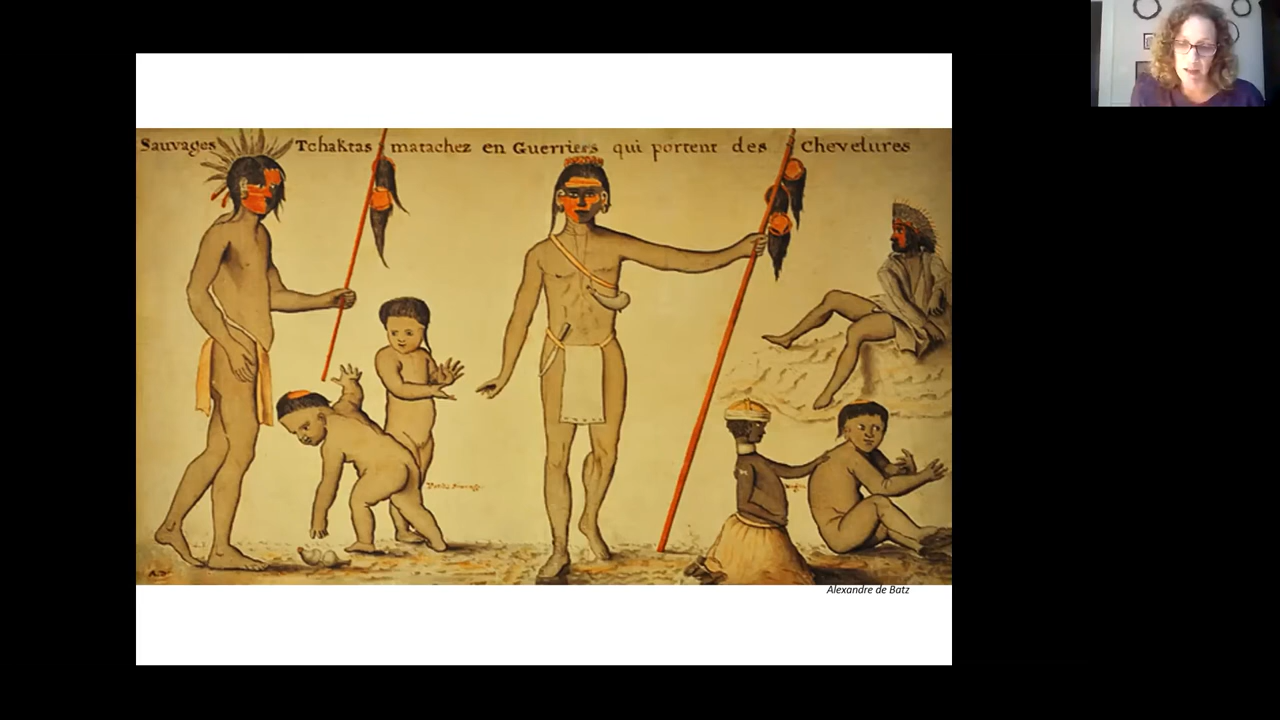 Sauvages Tchaktas matachez en Guerriers qui portent des Chevelures
A.D
Alexandre de Batz